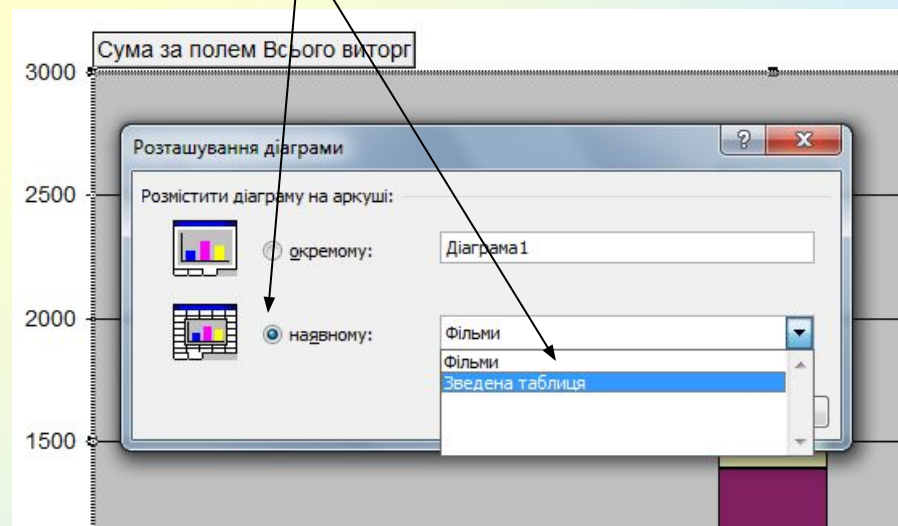 Сума за полем Всього виторг
3000
Розташування діаграми
2500
Розмістити діаграму на аркуші:
окремому:
Діаграма1
2000
наявному:
Фільми
Фільми
Зведена таблиця
1500